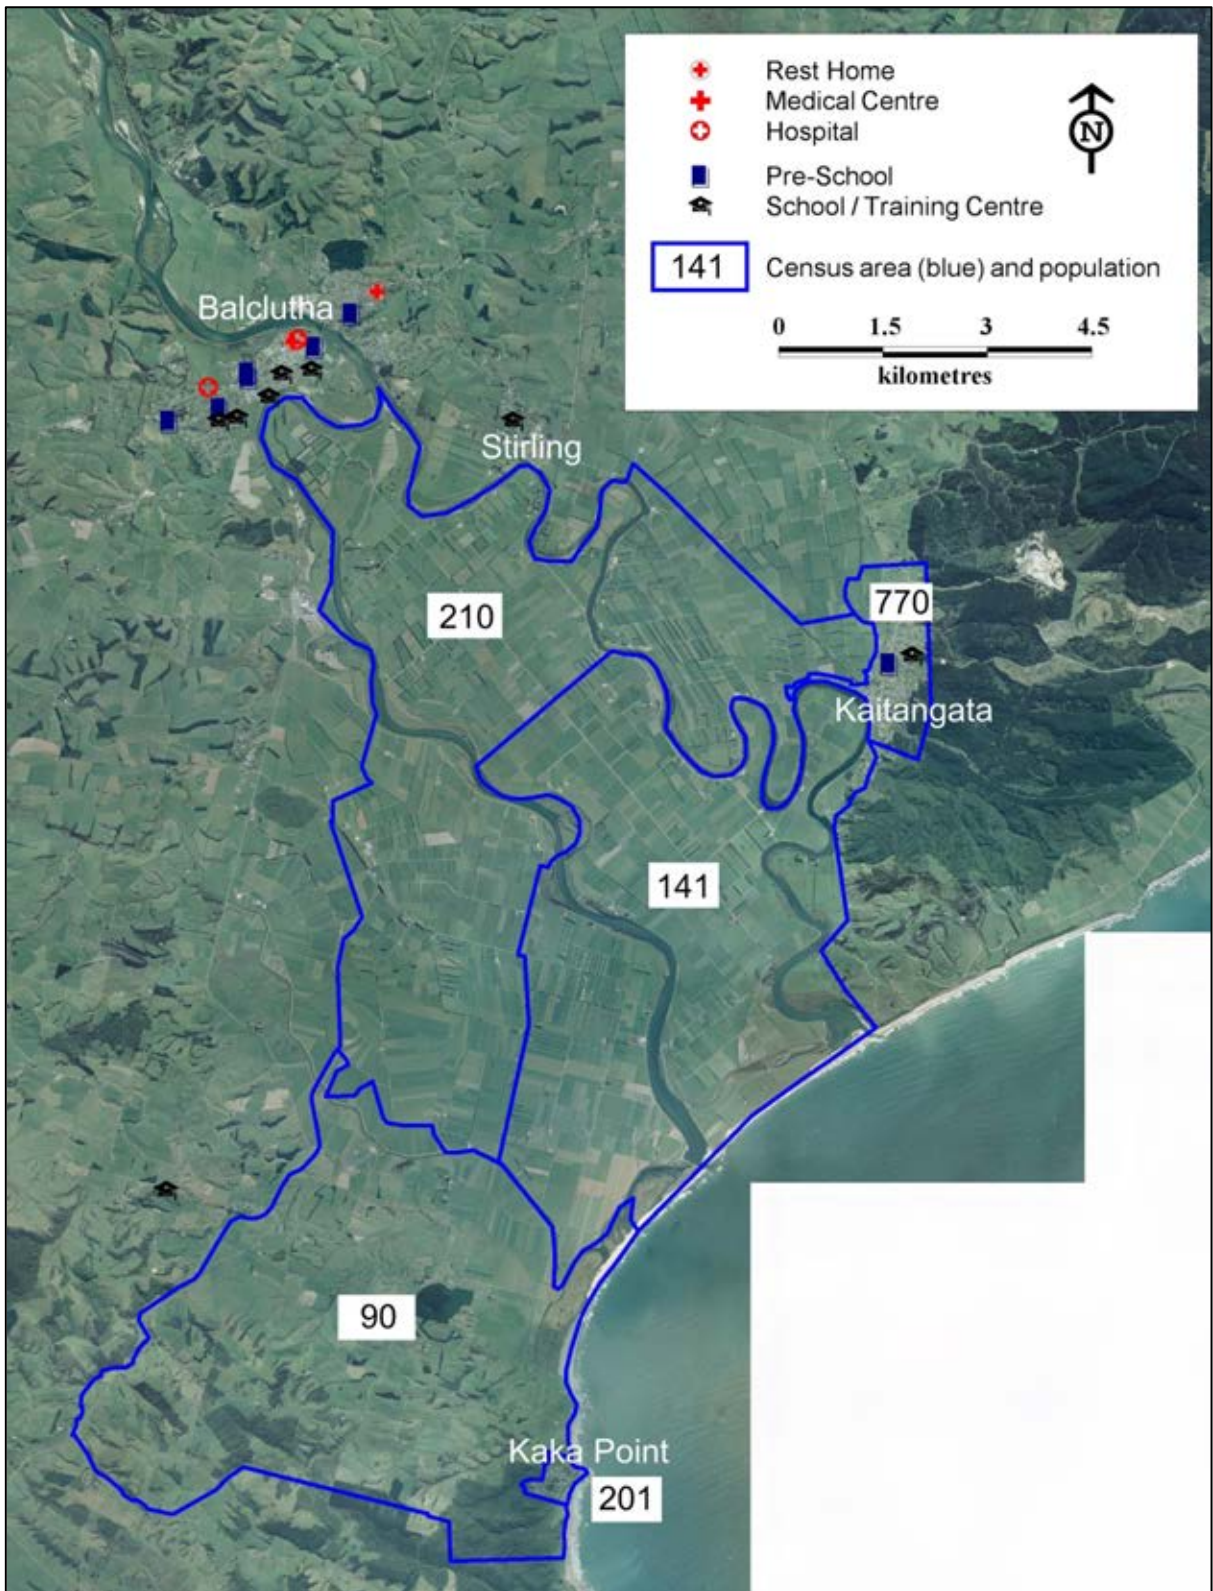 Rest Home
Medical Centre
Hospital
N
Pre-School
School / Training Centre
141 Census area (blue) and population
0 1.5 3 4.5
kilometres
Balclutha
Stirling
770
210
Kaitangata
141
90
Kaka Point
201